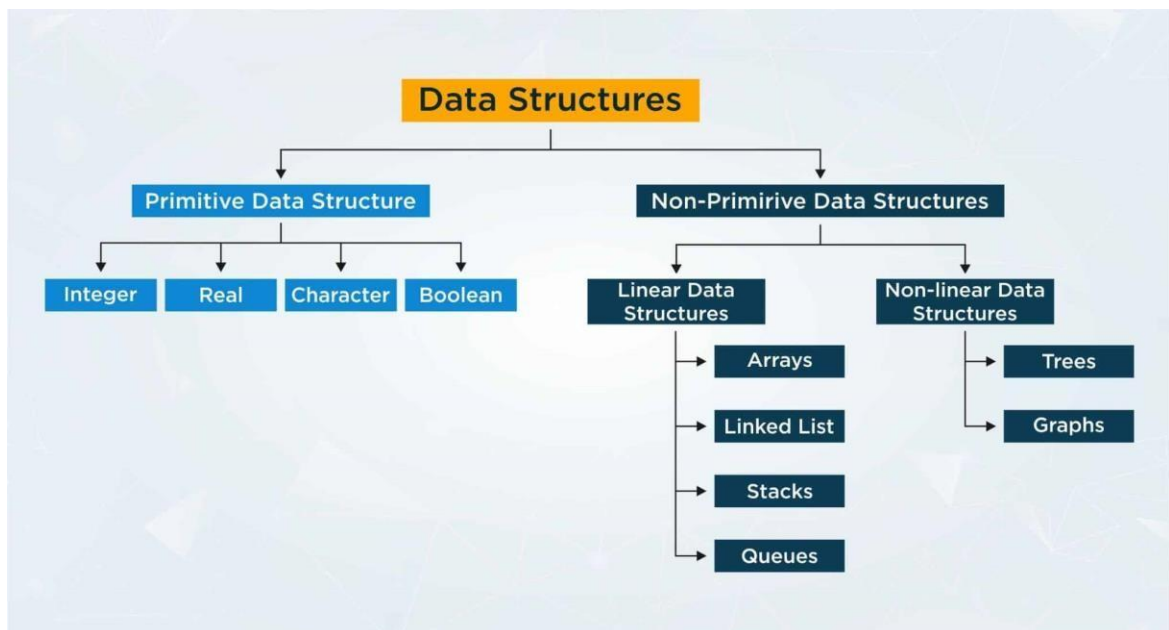 Data Structures
Primitive Data Structure
Non-Primirive Data Structures
Integer
Real
Character
Boolean
Linear Data
Structures
Non-linear Data
Structures
Arrays
Trees
Linked List
Graphs
Stacks
Queues